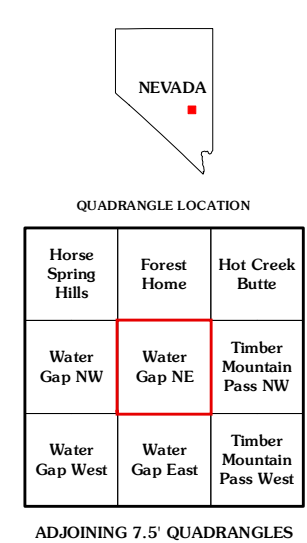 NEVADA
QUADRANGLE LOCATION
Horse
Spring
Hills
Forest
Home
Hot Creek
Butte
Water
Gap NW
Water
Gap NE
Timber
Mountain
Pass NW
Water
Gap West
Water
Gap East
Timber
Mountain
Pass West
ADJOINING 7.5' QUADRANGLES